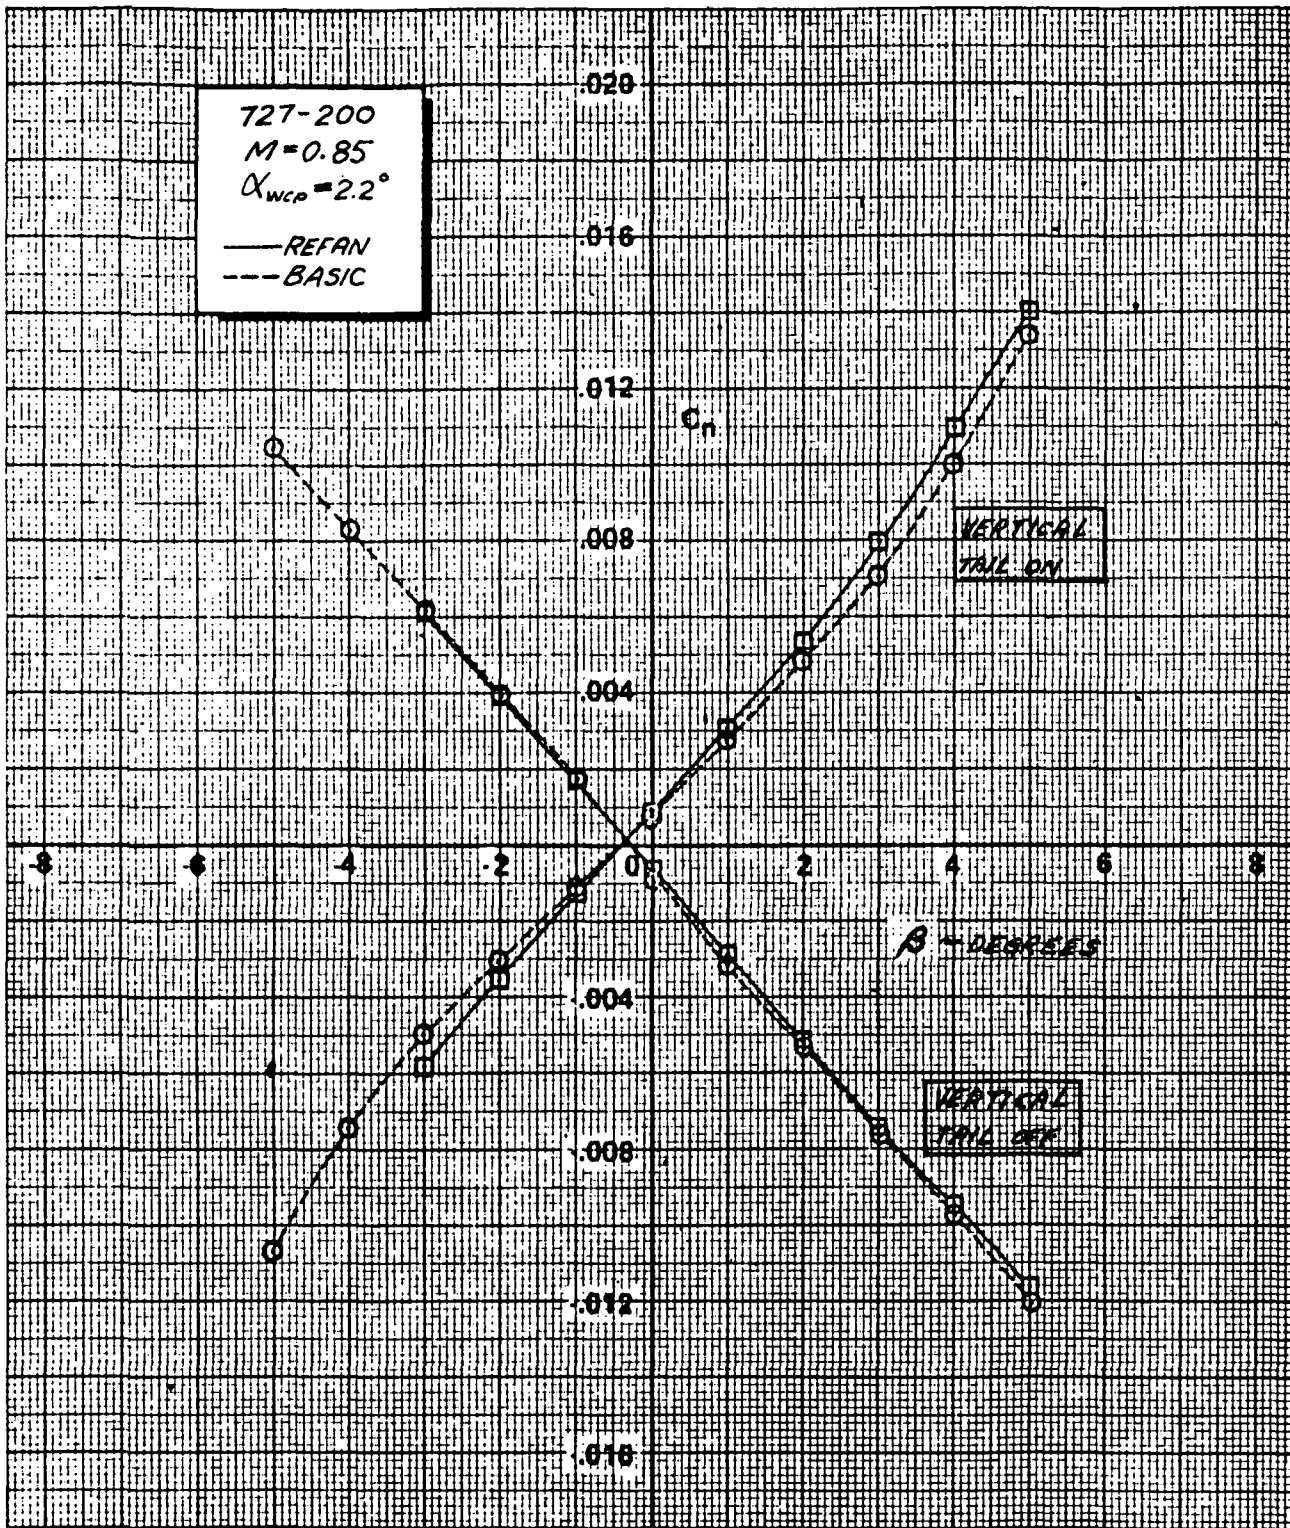 .020
727-200
M=0.85
αWCP=2.2°
REFAN
BASIC
.016
.012
Cn
.008
VERTICAL
TAIL ON
.004
-8
-4
-2
0
2
4
6
8
β ~ DEGREES
-.004
VERTICAL
TAIL OFF
-.008
-.012
-.016